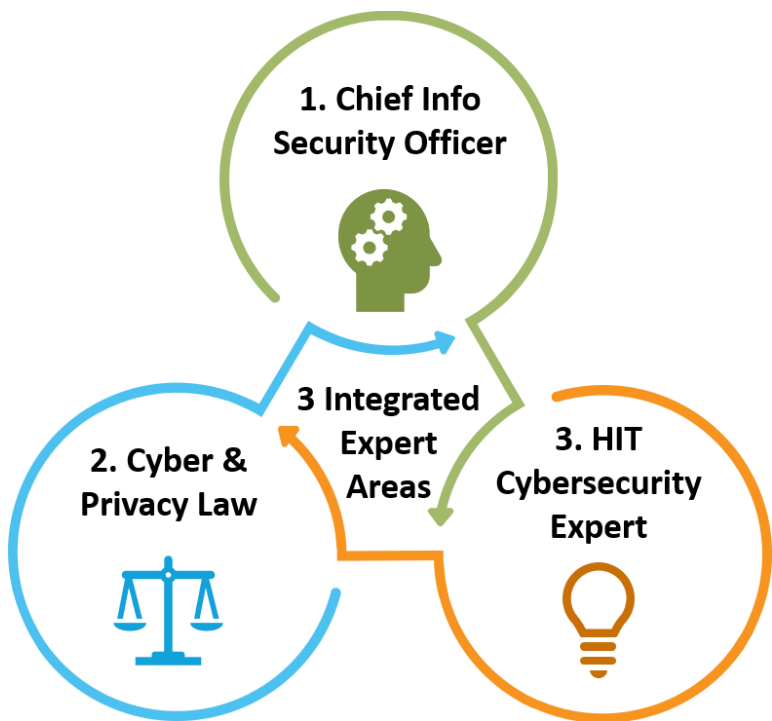 1. Chief Info
Security Officer
3 Integrated
Expert
Areas
2. Cyber &
Privacy Law
3. HIT
Cybersecurity
Expert